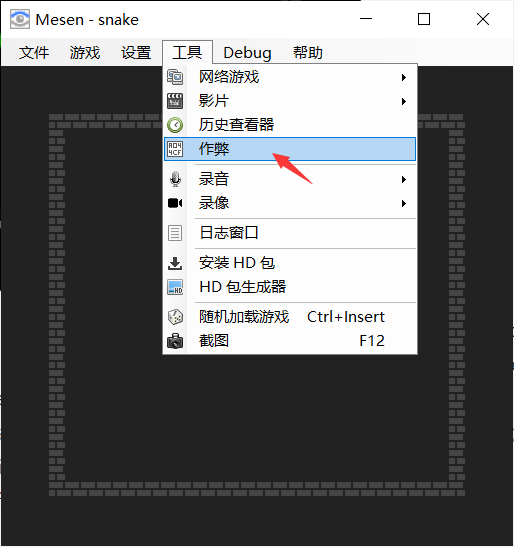 Mesen - snake
文件 游戏 设置 工具 Debug 帮助
网络游戏
影片
历史查看器
作弊
录音
录像
日志窗口
安装 HD 包
HD 包生成器
随机加载游戏 Ctrl+Insert
截图 F12